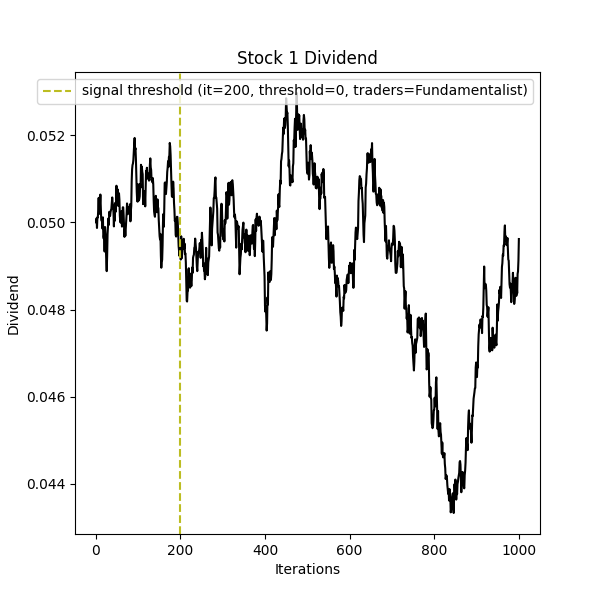 Stock 1 Dividend
signal threshold (it=200, threshold=0, traders=Fundamentalist)
0.052
0.050
0.048
0.046
0.044
Dividend
0 200 400 600 800 1000
Iterations